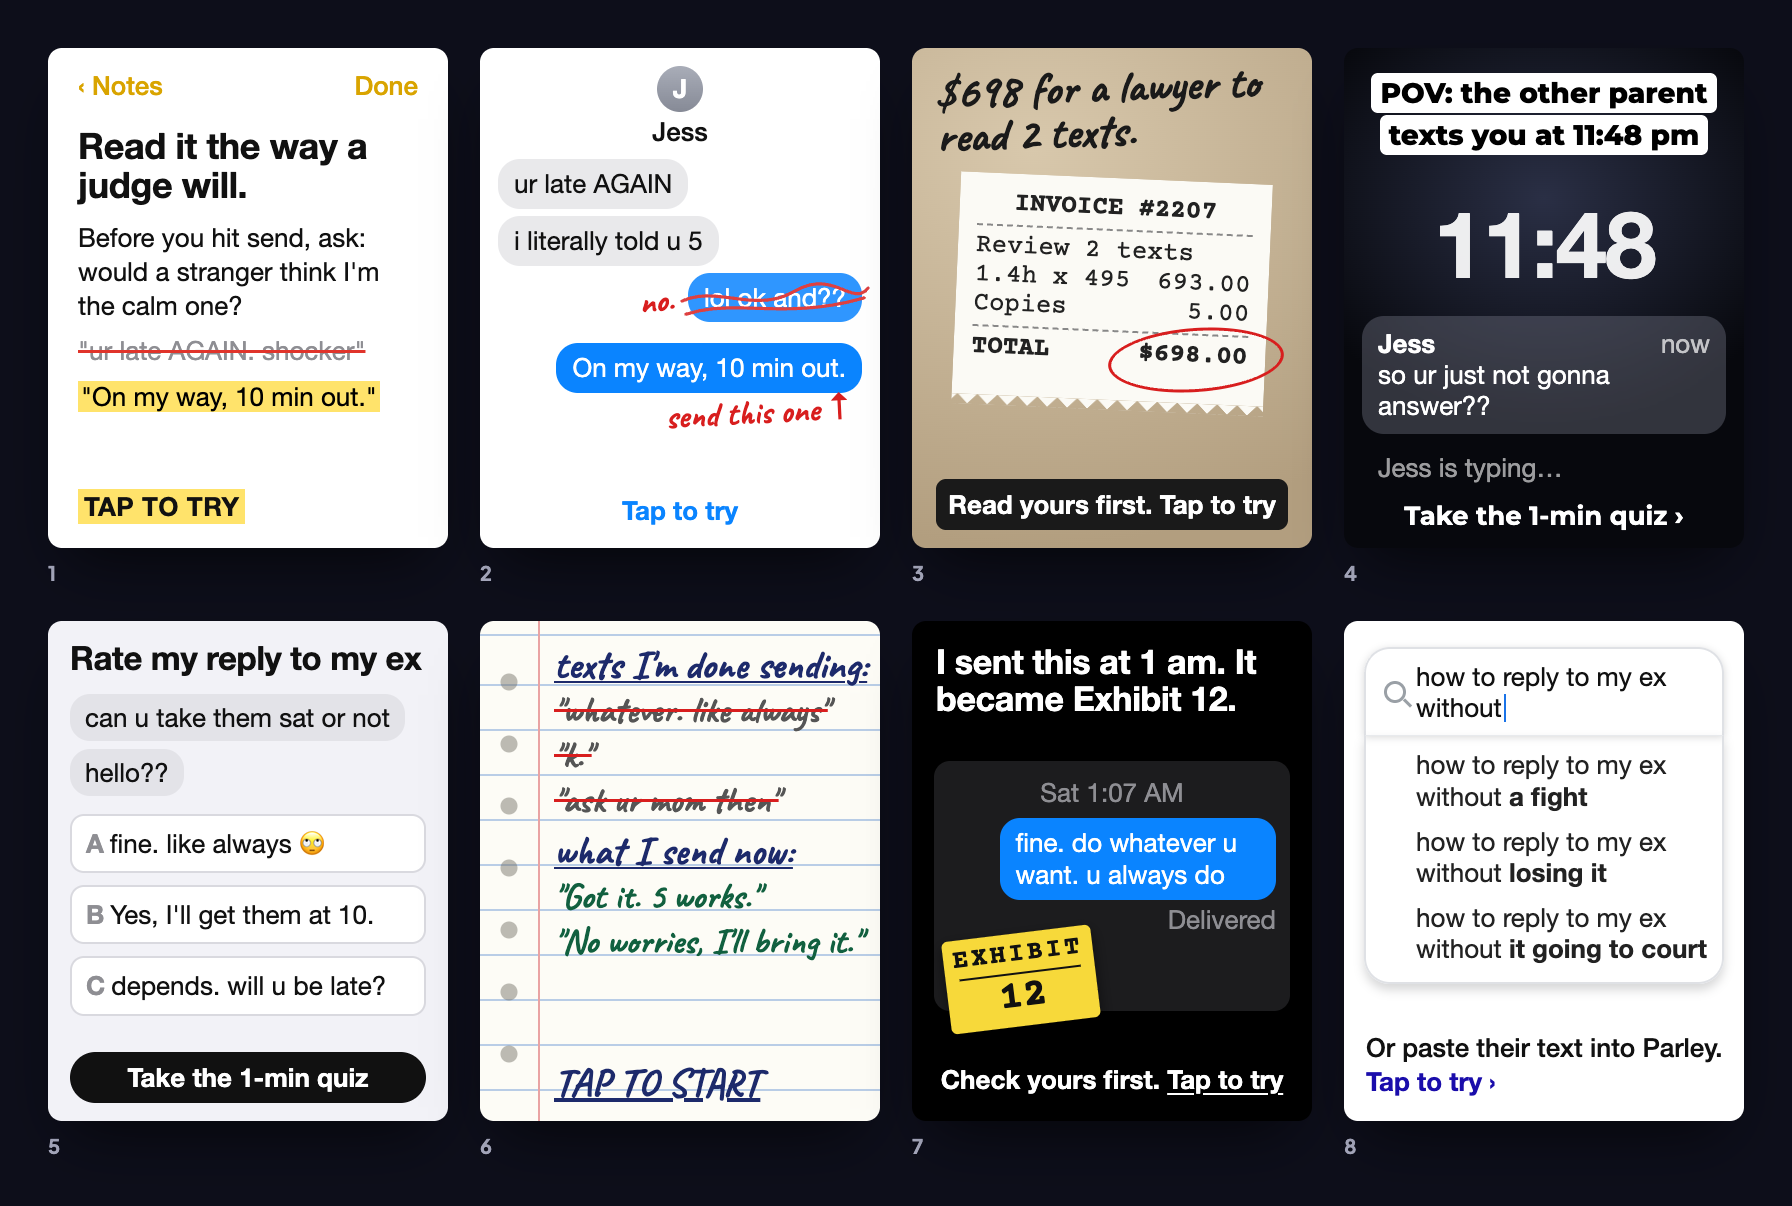 ‹ Notes
Done
Read it the way a
judge will.
Before you hit send, ask:
would a stranger think I'm
the calm one?
"ur late AGAIN. shocker"
"On my way, 10 min out."
TAP TO TRY
1
J
Jess
ur late AGAIN
i literally told u 5
no.
lol ok and??
On my way, 10 min out.
send this one ↑
Tap to try
2
$698 for a lawyer to
read 2 texts.
INVOICE #2207
Review 2 texts
1.4h x 495 693.00
Copies 5.00
TOTAL $698.00
Read yours first. Tap to try
3
POV: the other parent
texts you at 11:48 pm
11:48
Jess now
so ur just not gonna
answer??
Jess is typing...
Take the 1-min quiz ›
4
Rate my reply to my ex
can u take them sat or not
hello??
A fine. like always 🙄
B Yes, I'll get them at 10.
C depends. will u be late?
Take the 1-min quiz
5
texts I'm done sending:
"whatever. like always"
"k."
"ask ur mom then"
what I send now:
"Got it. 5 works."
"No worries, I'll bring it."
TAP TO START
6
I sent this at 1 am. It
became Exhibit 12.
Sat 1:07 AM
fine. do whatever u
want. u always do
Delivered
EXHIBIT
12
Check yours first. Tap to try
7
how to reply to my ex
without
how to reply to my ex
without a fight
how to reply to my ex
without losing it
how to reply to my ex
without it going to court
Or paste their text into Parley.
Tap to try ›
8